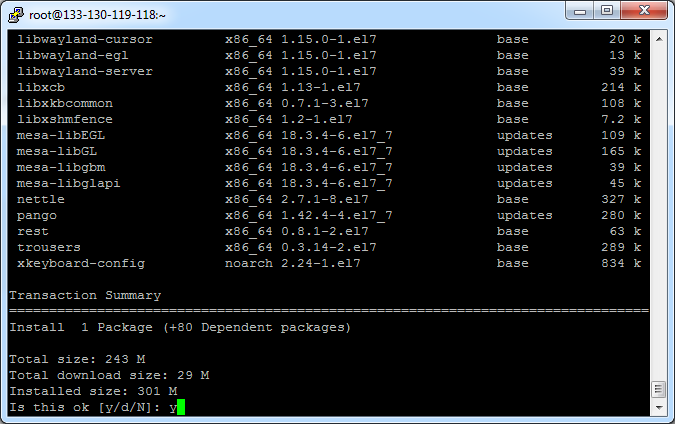 root@133-130-119-118:~
libwayland-cursor x86_64 1.15.0-1.el7 base 20 k
libwayland-egl x86_64 1.15.0-1.el7 base 13 k
libwayland-server x86_64 1.15.0-1.el7 base 39 k
libxcb x86_64 1.13-1.el7 base 214 k
libxkbcommon x86_64 0.7.1-3.el7 base 108 k
libxshmfence x86_64 1.2-1.el7 base 7.2 k
mesa-libEGL x86_64 18.3.4-6.el7_7 updates 109 k
mesa-libGL x86_64 18.3.4-6.el7_7 updates 165 k
mesa-libgbm x86_64 18.3.4-6.el7_7 updates 39 k
mesa-libglapi x86_64 18.3.4-6.el7_7 updates 45 k
nettle x86_64 2.7.1-8.el7 base 327 k
pango x86_64 1.42.4-4.el7_7 updates 280 k
rest x86_64 0.8.1-2.el7 base 63 k
trousers x86_64 0.3.14-2.el7 base 289 k
xkeyboard-config noarch 2.24-1.el7 base 834 k
Transaction Summary
================================================================================
Install 1 Package (+80 Dependent packages)
Total size: 243 M
Total download size: 29 M
Installed size: 301 M
Is this ok [y/d/N]: y